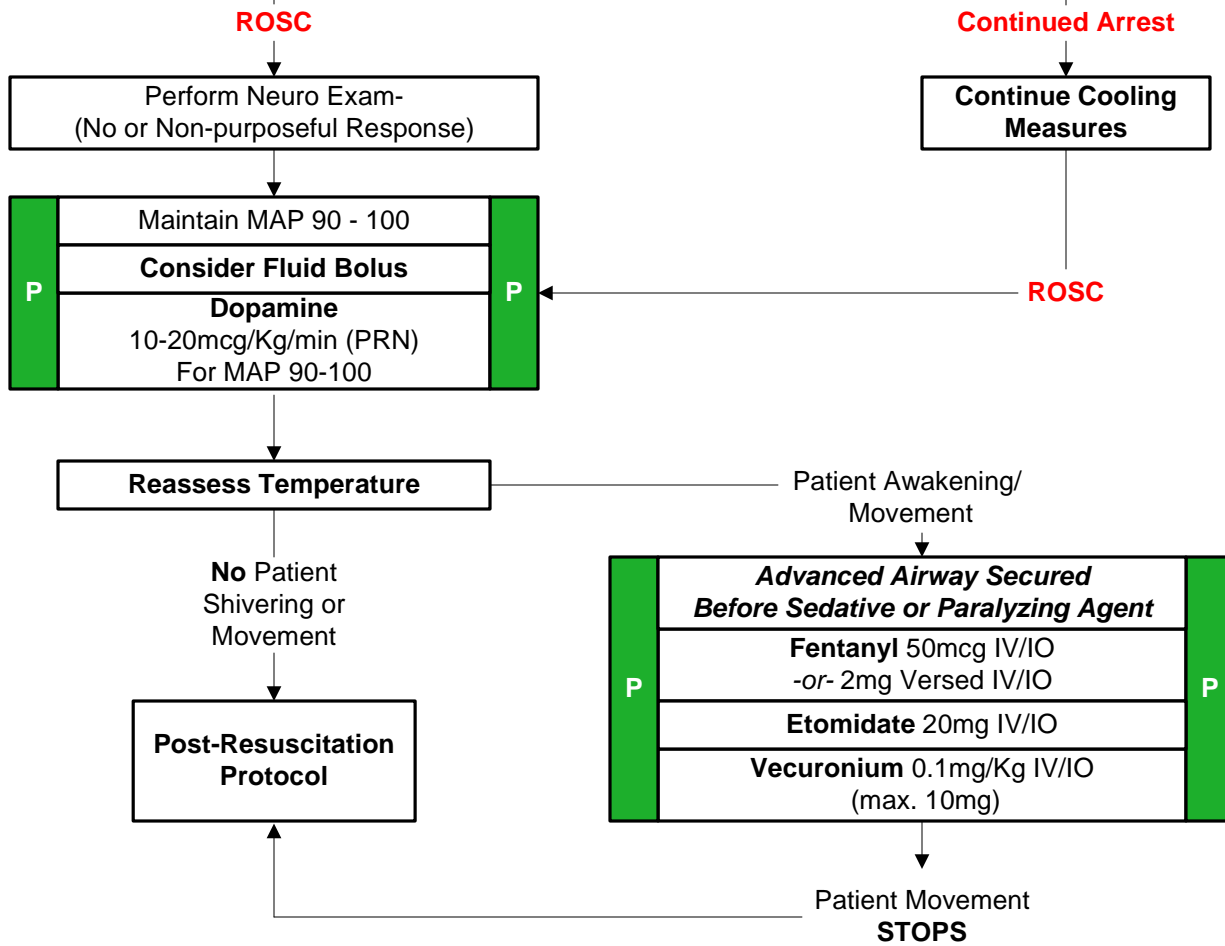 ROSC
Continued Arrest
Perform Neuro Exam-
(No or Non-purposeful Response)
Continue Cooling
Measures
P
Maintain MAP 90 - 100
Consider Fluid Bolus
Dopamine
10-20mcg/Kg/min (PRN)
For MAP 90-100
P
ROSC
Reassess Temperature
Patient Awakening/
Movement
No Patient
Shivering or
Movement
P
Advanced Airway Secured
Before Sedative or Paralyzing Agent
Fentanyl 50mcg IV/IO
-or- 2mg Versed IV/IO
Etomidate 20mg IV/IO
Vecuronium 0.1mg/Kg IV/IO
(max. 10mg)
P
Post-Resuscitation
Protocol
Patient Movement
STOPS